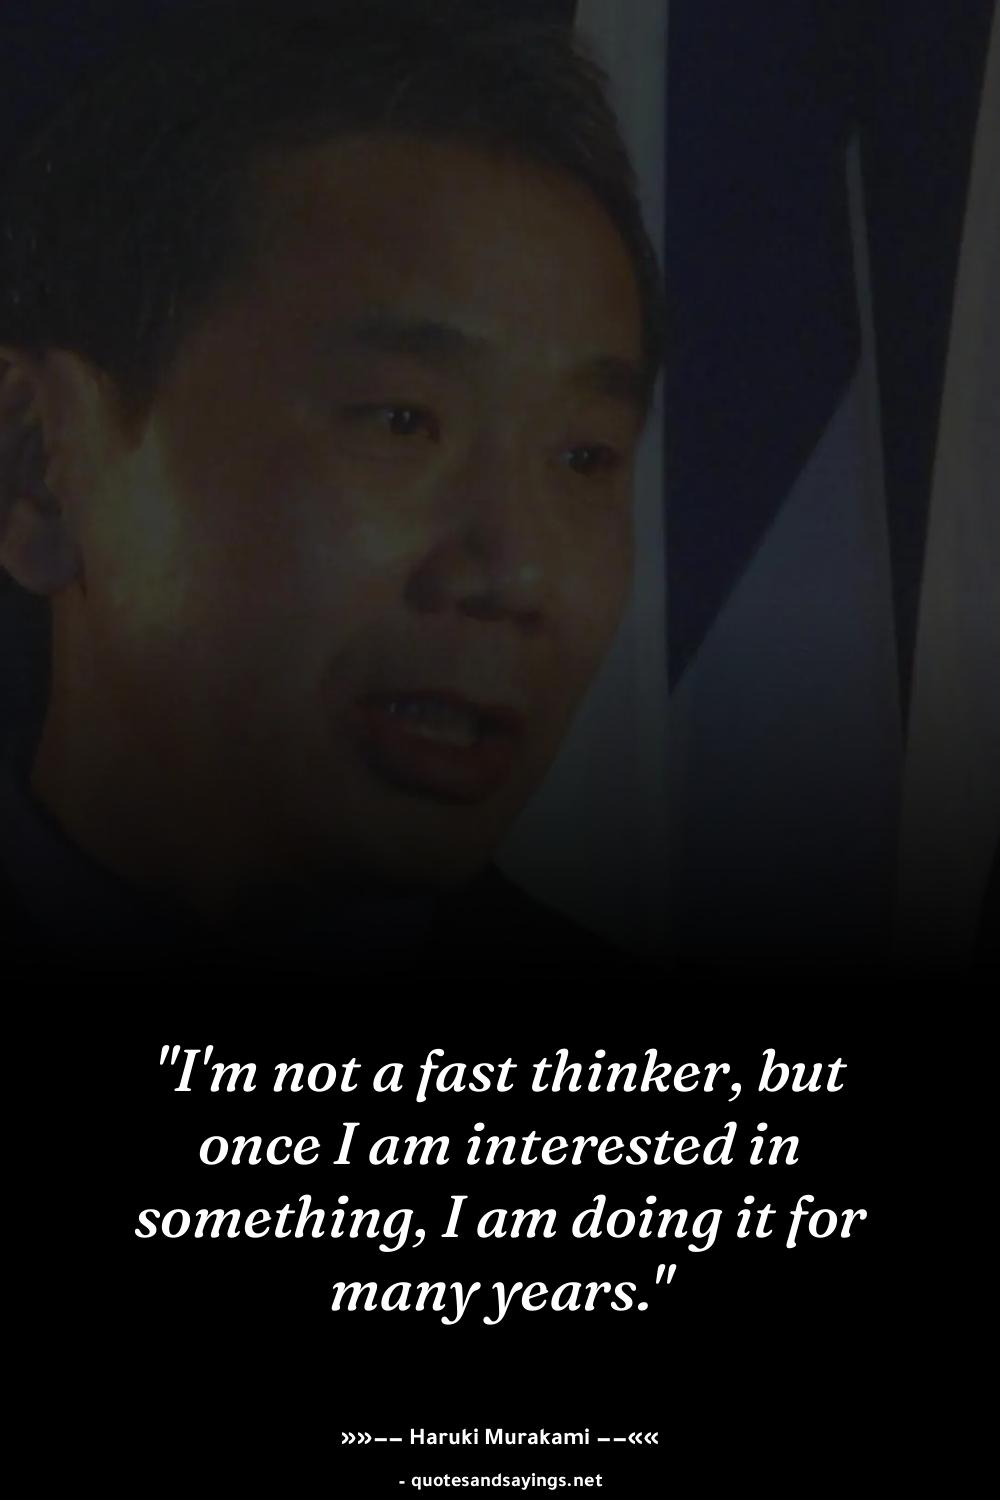 "I'm not a fast thinker, but
once I am interested in
something, I am doing it for
many years."
»»−− Haruki Murakami −−««
- quotesandsayings.net